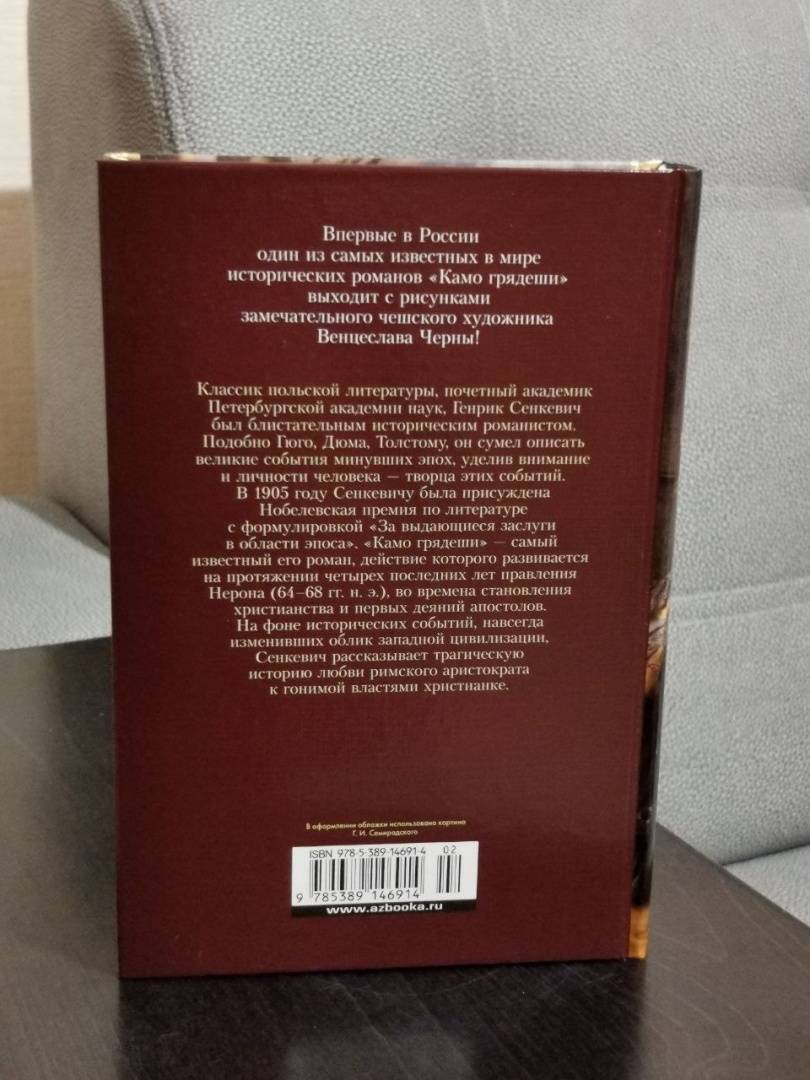 Впервые в России
один из самых известных в мире
исторических романов «Камо грядеши»
выходит с рисунками
замечательного чешского художника
Венцеслава Черны!
Классик польской литературы, почетный академик
Петербургской академии наук, Генрик Сенкевич
был блистательным историческим романистом.
Подобно Гюго, Дюма, Толстому, он сумел описать
великие события минувших эпох, уделив внимание
и личности человека — творца этих событий.
В 1905 году Сенкевичу была присуждена
Нобелевская премия по литературе
с формулировкой «За выдающиеся заслуги
в области эпоса». «Камо грядеши» — самый
известный его роман, действие которого развивается
на протяжении четырех последних лет правления
Нерона (64–68 гг. н. э.), во времена становления
христианства и первых деяний апостолов.
На фоне исторических событий, навсегда
изменивших облик западной цивилизации,
Сенкевич рассказывает трагическую
историю любви римского аристократа
к гонимой властями христианке.
В оформлении обложки использована картина
Г. И. Семирадского
ISBN 978-5-389-14691-4 02
9 785389 146914
www.azbooka.ru